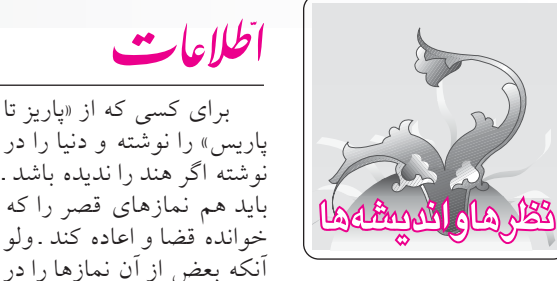 اطّلاعات
نظرها و اندیشه‌ها
برای کسی که از «پاریز تا
پاریس» را نوشته و دنیا را در
نوشته اگر هند را ندیده باشد .
باید هم نمازهای قصر را که
خوانده قضا و اعاده کند . ولو
آنکه بعض از آن نمازها را در